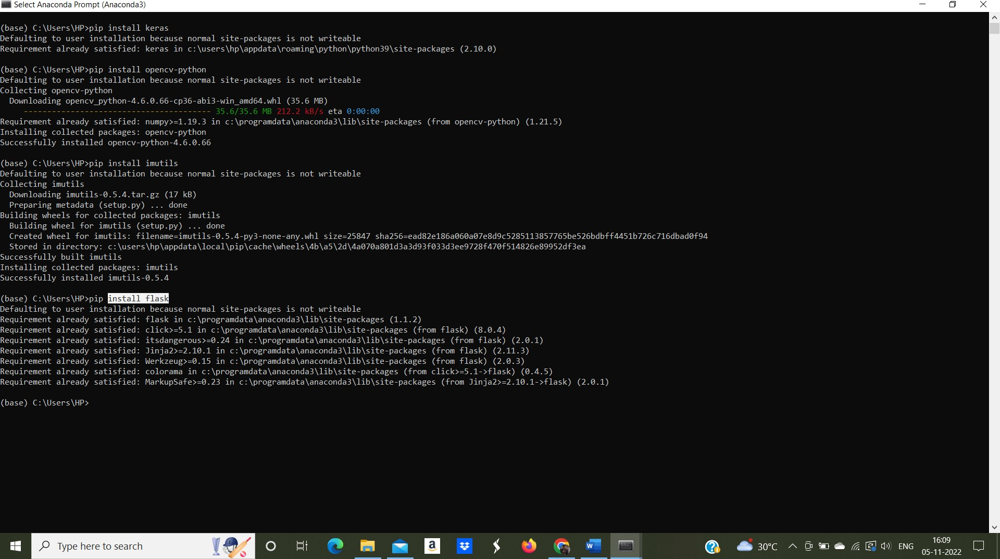 Select Anaconda Prompt (Anaconda3)
(base) C:\Users\HP>pip install keras
Defaulting to user installation because normal site-packages is not writeable
Requirement already satisfied: keras in c:\users\hp\appdata\roaming\python\python39\site-packages (2.10.0)
(base) C:\Users\HP>pip install opencv-python
Defaulting to user installation because normal site-packages is not writeable
Collecting opencv-python
Downloading opencv_python-4.6.0.66-cp36-abi3-win_amd64.whl (35.6 MB)
---------------------------------------- 35.6/35.6 MB 212.2 kB/s eta 0:00:00
Requirement already satisfied: numpy>=1.19.3 in c:\programdata\anaconda3\lib\site-packages (from opencv-python) (1.21.5)
Installing collected packages: opencv-python
Successfully installed opencv-python-4.6.0.66
(base) C:\Users\HP>pip install imutils
Defaulting to user installation because normal site-packages is not writeable
Collecting imutils
Downloading imutils-0.5.4.tar.gz (17 kB)
Preparing metadata (setup.py) ... done
Building wheels for collected packages: imutils
Building wheel for imutils (setup.py) ... done
Created wheel for imutils: filename=imutils-0.5.4-py3-none-any.whl size=25847 sha256=ead82e186a060a07e8d9c5285113857765be526bdbff4451b726c716dbad0f94
Stored in directory: c:\users\hp\appdata\local\pip\cache\wheels\4b\a5\2d\4a070a801d3a3d93f033d3ee9728f470f514826e89952df3ea
Successfully built imutils
Installing collected packages: imutils
Successfully installed imutils-0.5.4
(base) C:\Users\HP>pip install flask
Defaulting to user installation because normal site-packages is not writeable
Requirement already satisfied: flask in c:\programdata\anaconda3\lib\site-packages (1.1.2)
Requirement already satisfied: click>=5.1 in c:\programdata\anaconda3\lib\site-packages (from flask) (8.0.4)
Requirement already satisfied: itsdangerous>=0.24 in c:\programdata\anaconda3\lib\site-packages (from flask) (2.0.1)
Requirement already satisfied: Jinja2>=2.10.1 in c:\programdata\anaconda3\lib\site-packages (from flask) (2.11.3)
Requirement already satisfied: Werkzeug>=0.15 in c:\programdata\anaconda3\lib\site-packages (from flask) (2.0.3)
Requirement already satisfied: colorama in c:\programdata\anaconda3\lib\site-packages (from click>=5.1->flask) (0.4.5)
Requirement already satisfied: MarkupSafe>=0.23 in c:\programdata\anaconda3\lib\site-packages (from Jinja2>=2.10.1->flask) (2.0.1)
(base) C:\Users\HP>
Type here to search
30°C
ENG
16:09
05-11-2022